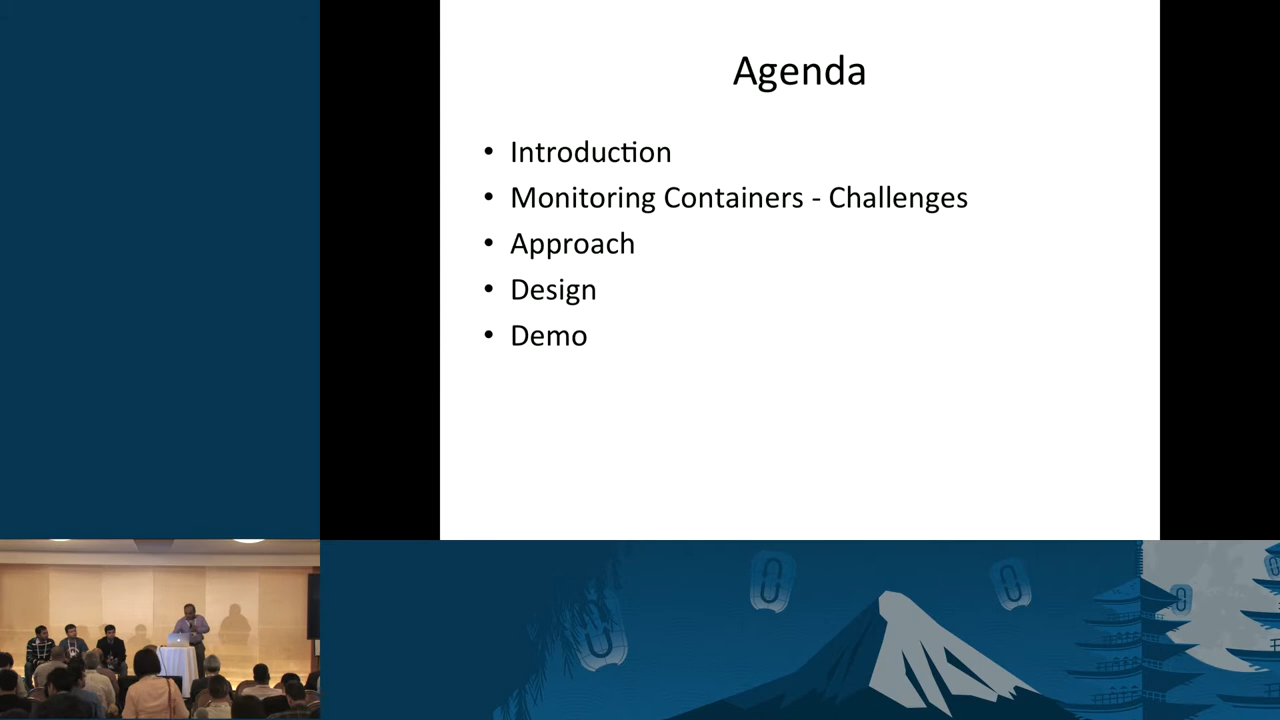 Agenda
• Introduction
• Monitoring Containers - Challenges
• Approach
• Design
• Demo